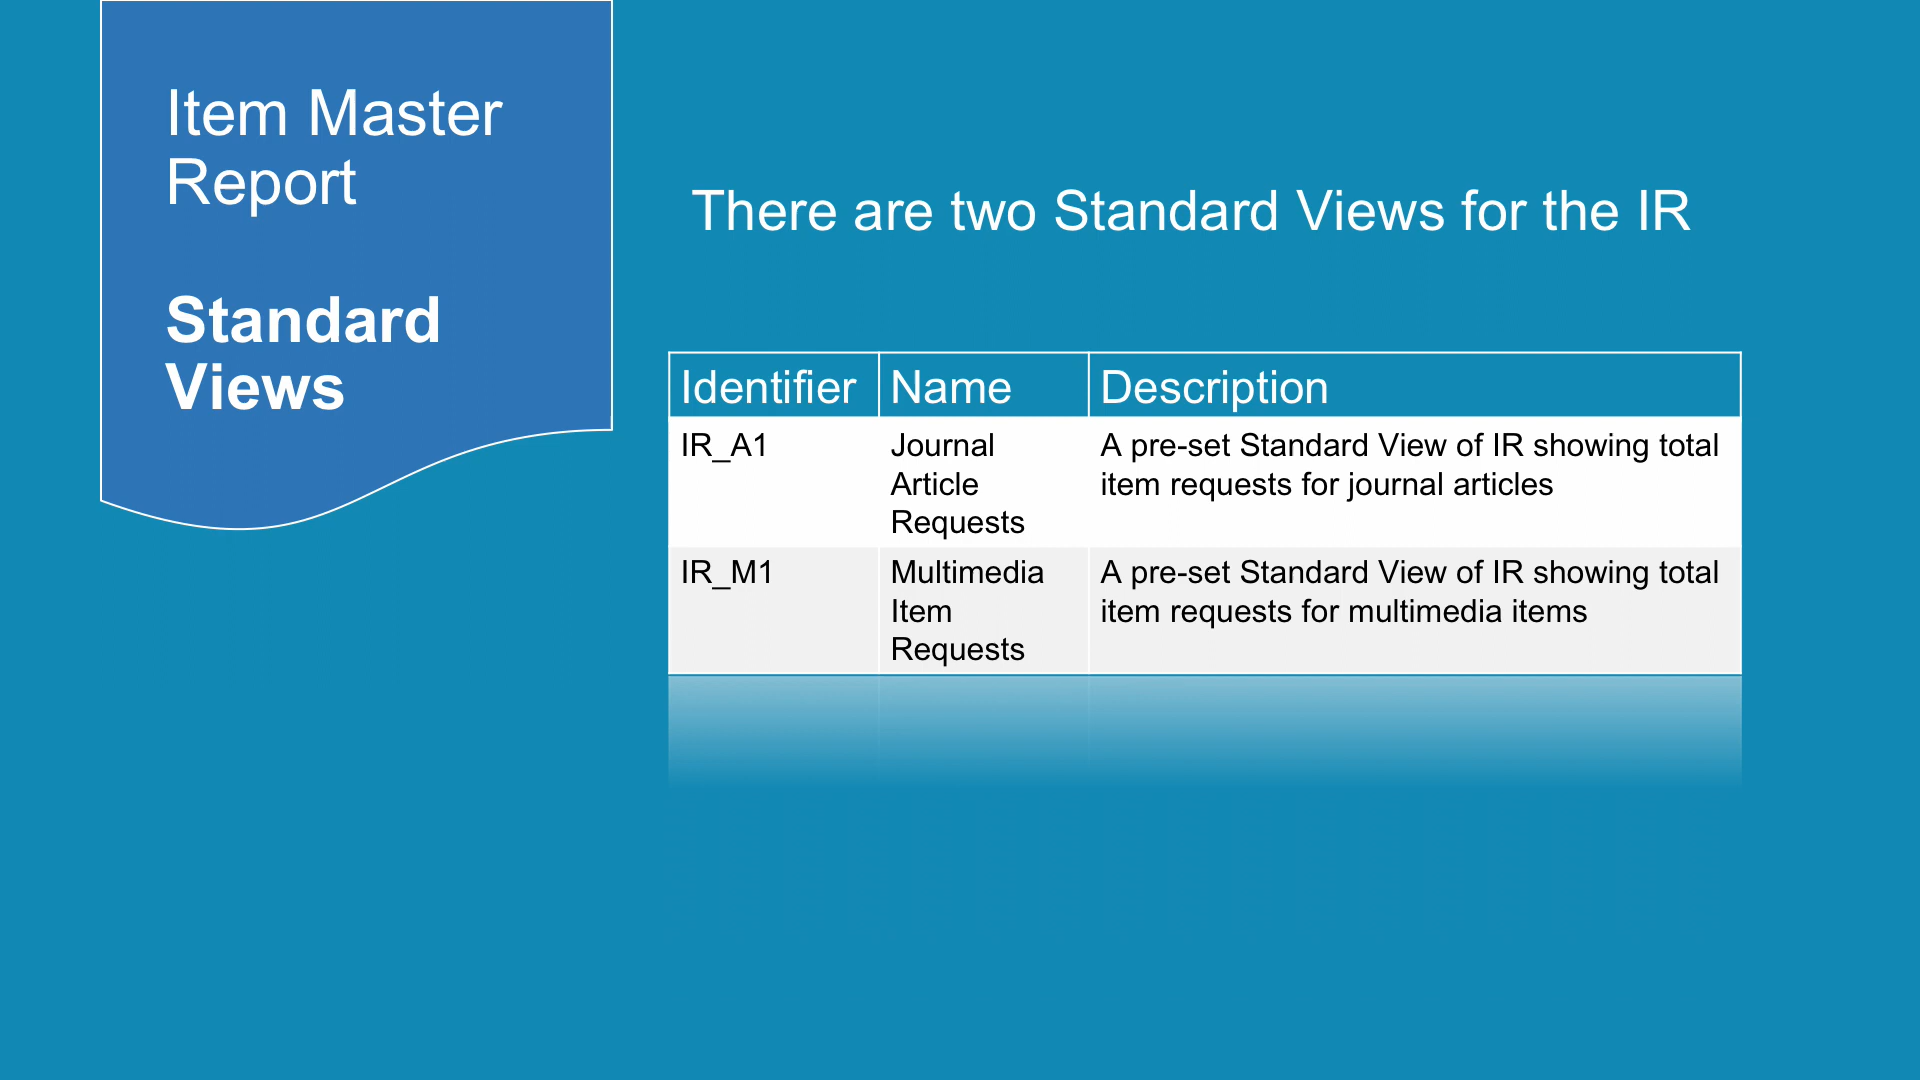 Item Master
Report
Standard
Views
There are two Standard Views for the IR
Identifier Name Description
IR_A1
Journal
Article
Requests
A pre-set Standard View of IR showing total
item requests for journal articles
IR_M1
Multimedia
Item
Requests
A pre-set Standard View of IR showing total
item requests for multimedia items